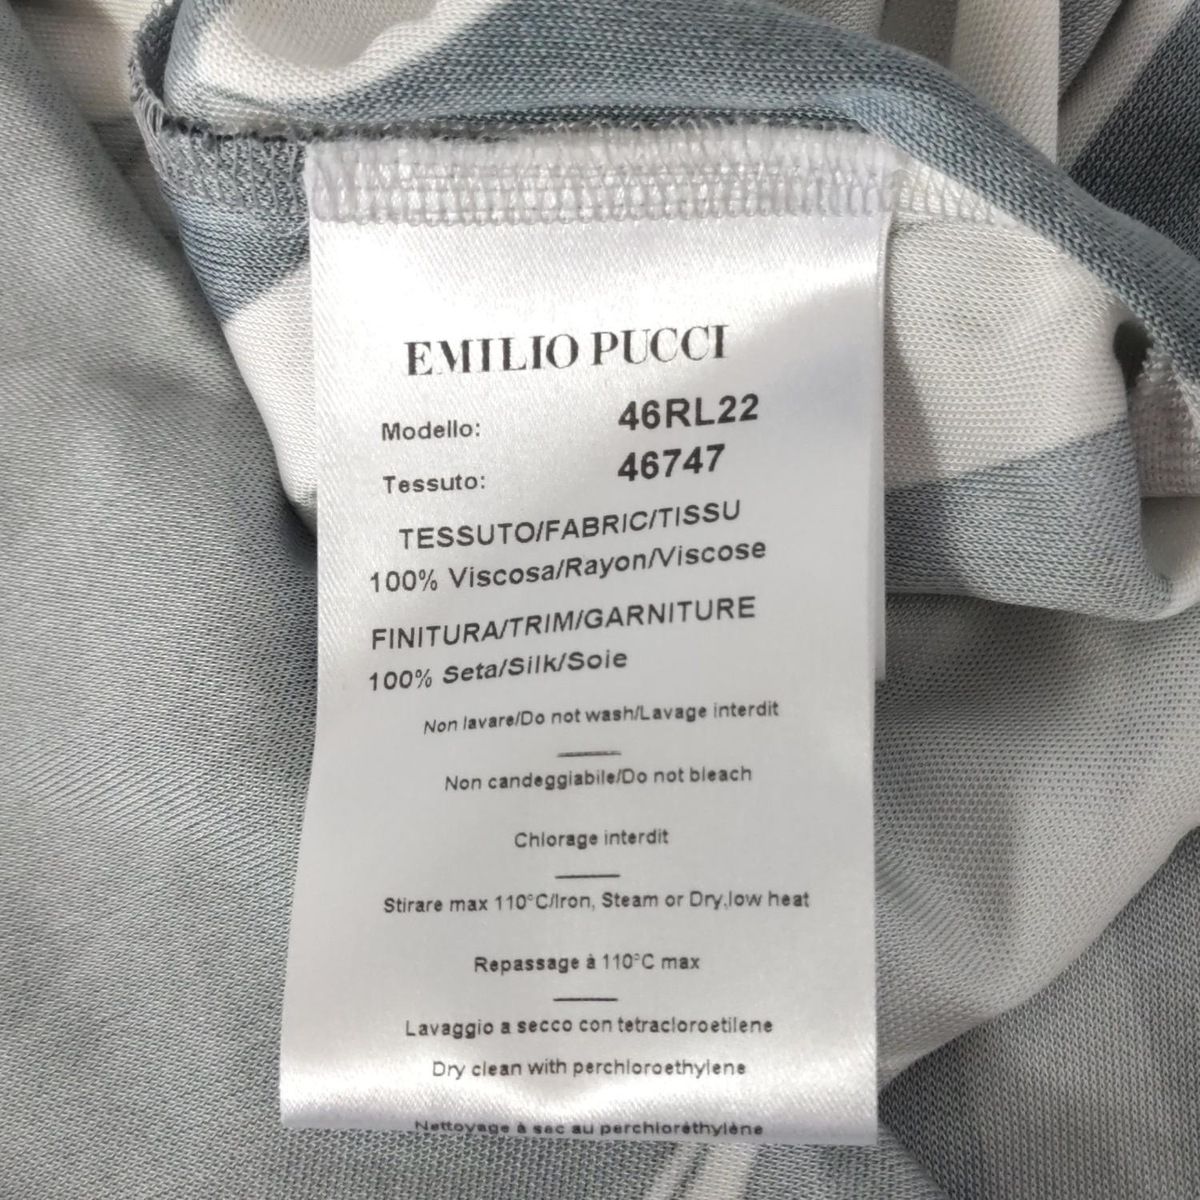 EMILIO PUCCI
Modello: 46RL22
Tessuto: 46747
TESSUTO/FABRIC/TISSU
100% Viscosa/Rayon/Viscose
FINITURA/TRIM/GARNITURE
100% Seta/Silk/Soie
Non lavare/Do not wash/Lavage interdit
Non candeggiabile/Do not bleach
Chlorage interdit
Stirare max 110°C/Iron, Steam or Dry,low heat
Repassage à 110°C max
Lavaggio a secco con tetracloroetilene
Dry clean with perchloroethylene
Nettoyage à sec au perchloréthylène